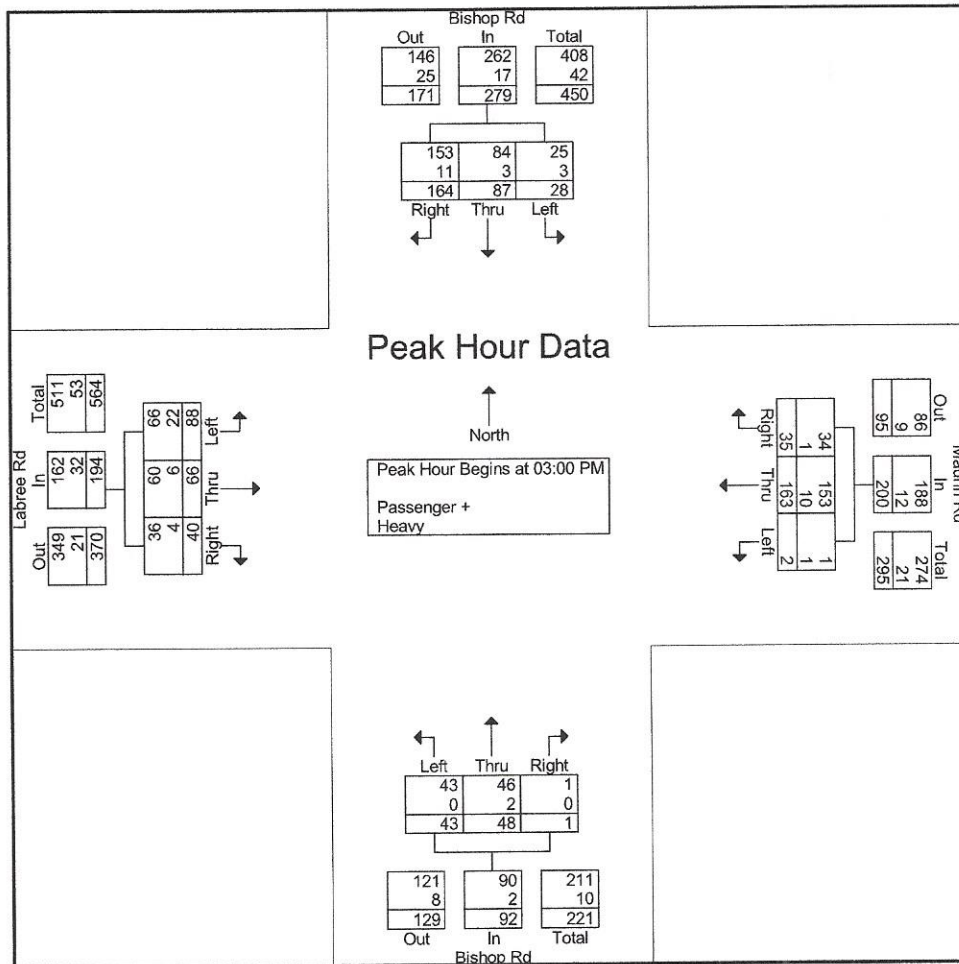 Bishop Rd
Out In Total
146 262 408
25 17 42
171 279 450
153 84 25
11 3 3
164 87 28
Right Thru Left
Peak Hour Data
North
Peak Hour Begins at 03:00 PM
Passenger +
Heavy
Labree Rd
Total In Out
511 162 349
53 32 21
564 194 370
Left Thru Right
66 60 36
22 6 4
88 66 40
Out In Total
86 188 274
9 12 21
95 200 295
Right Thru Left
34 153 1
1 10 1
35 163 2
Rd
Left Thru Right
43 46 1
0 2 0
43 48 1
121 90 211
8 2 10
129 92 221
Out In Total
Bishop Rd